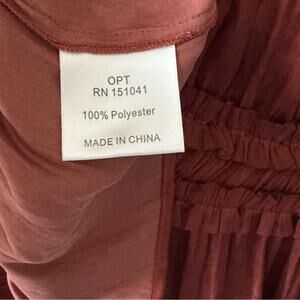 OPT
RN 151041
100% Polyester
MADE IN CHINA